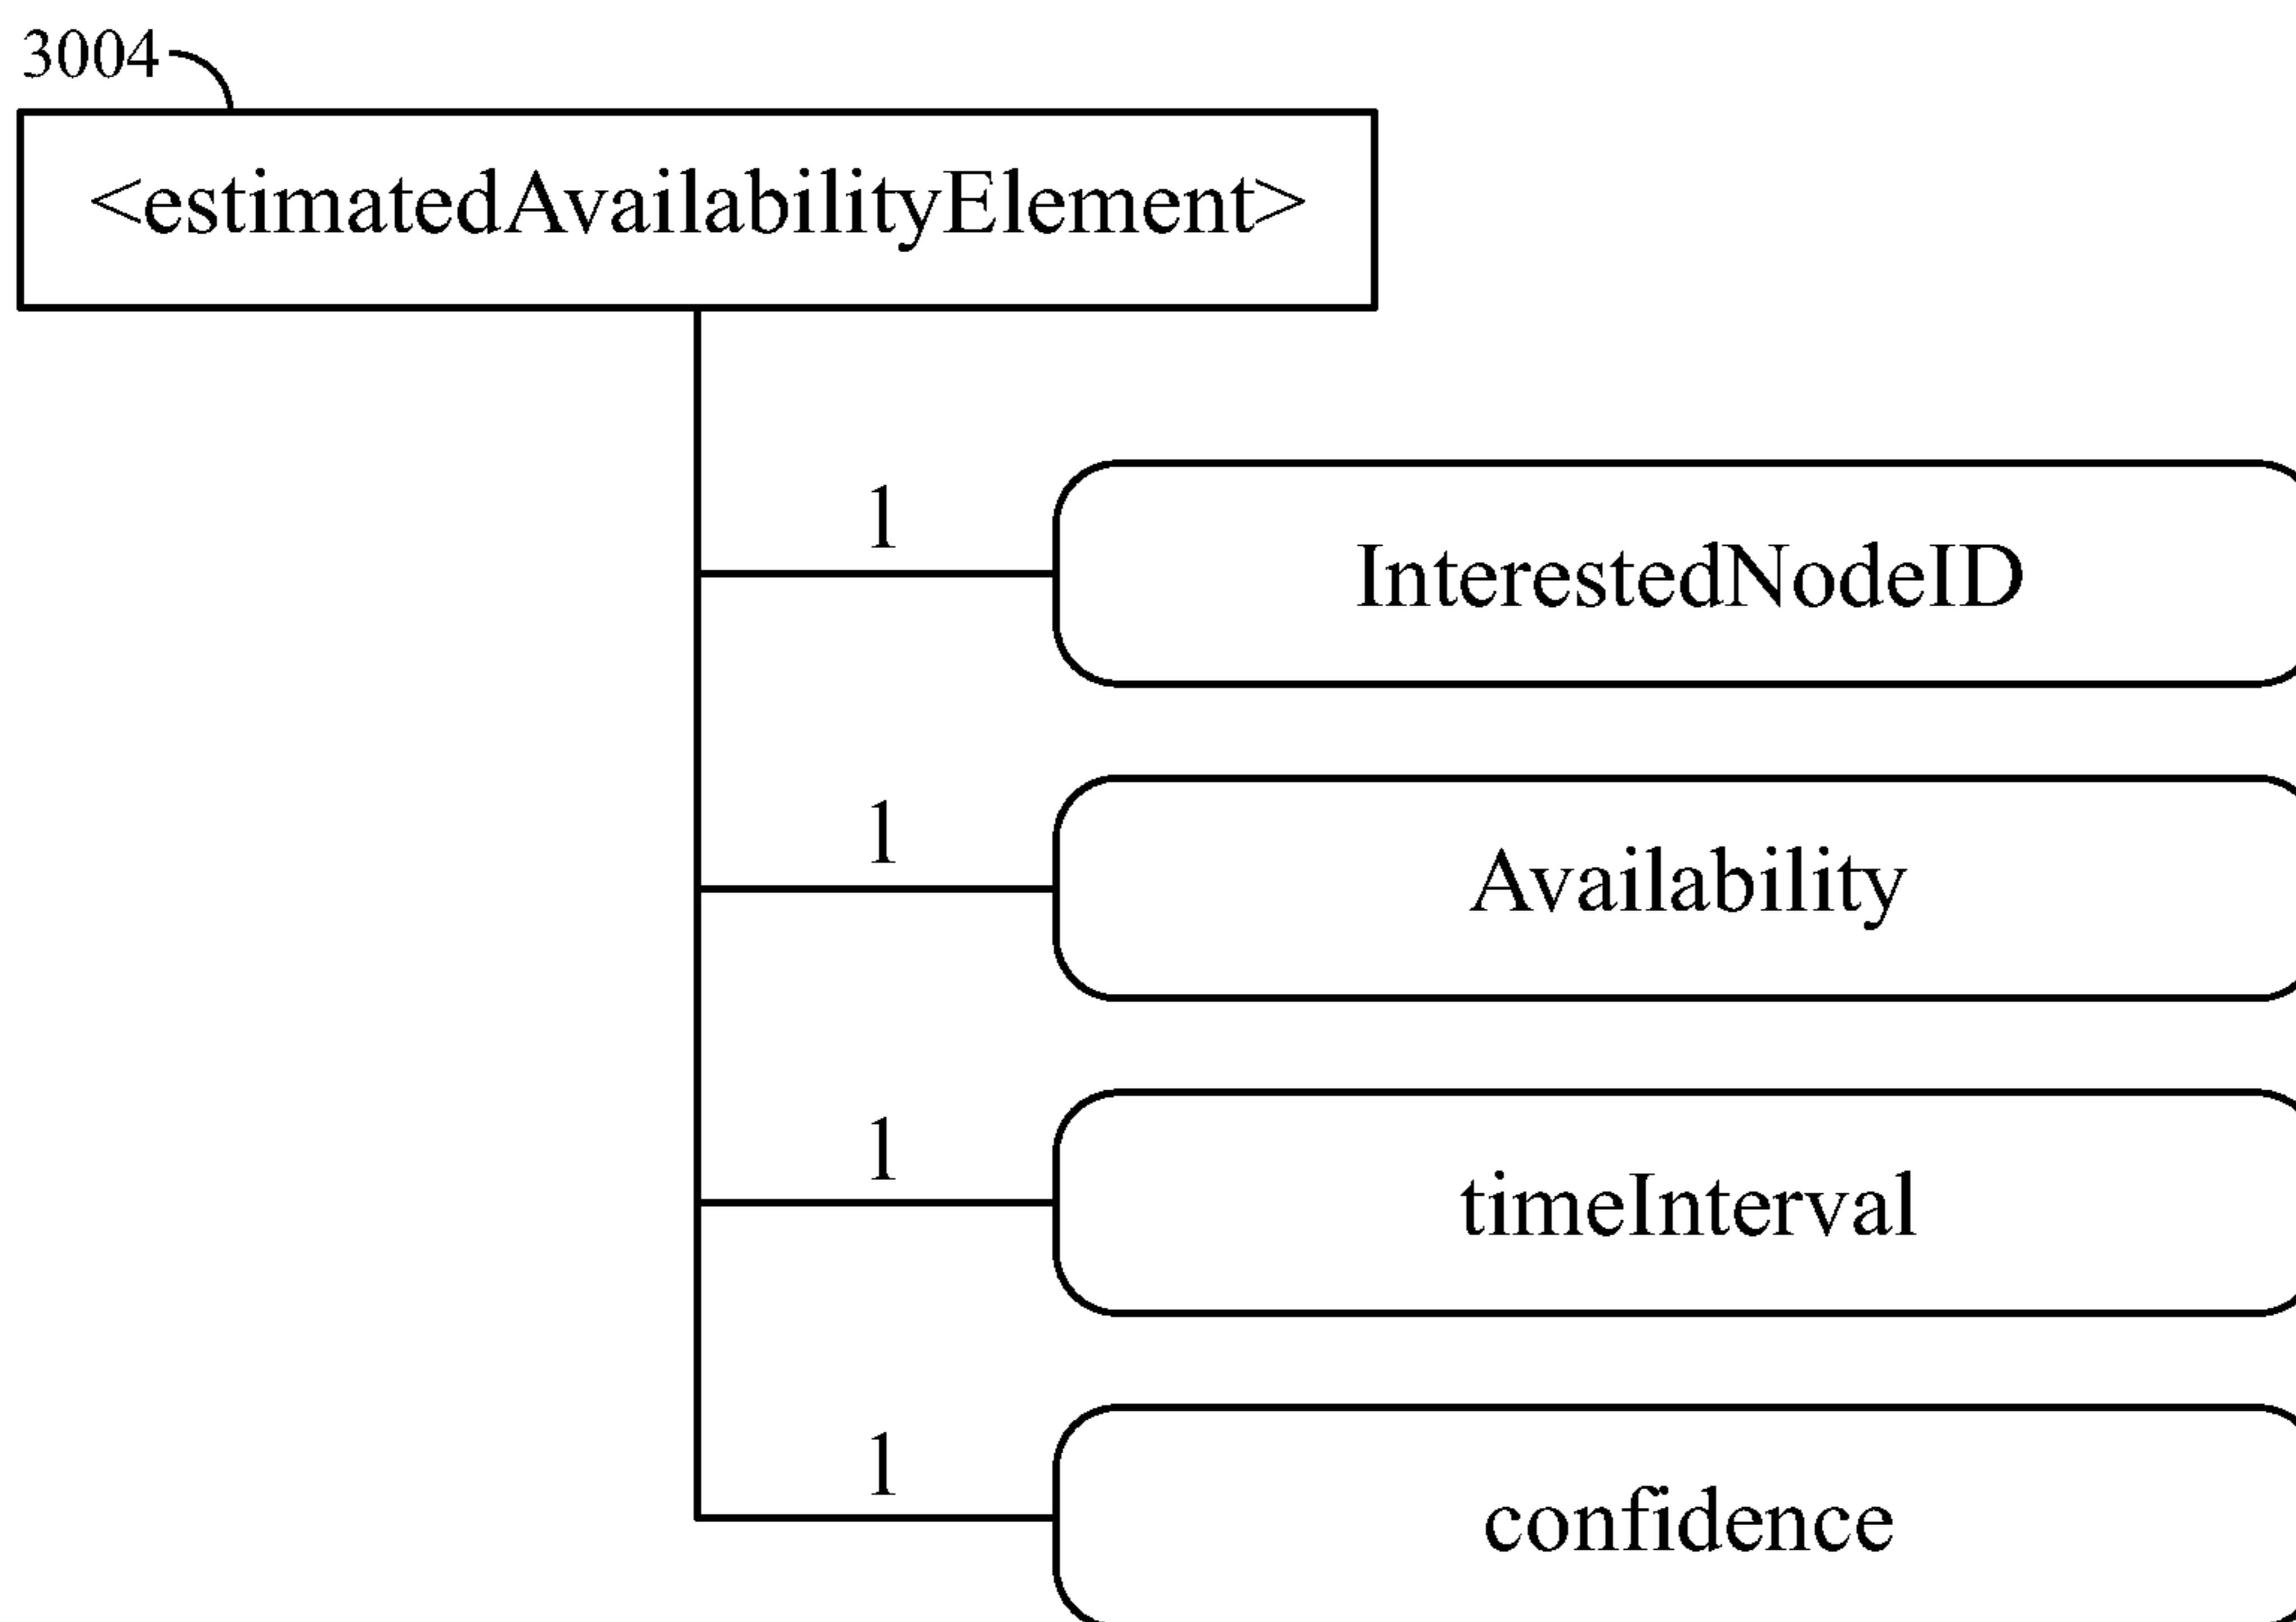 3004
<estimatedAvailabilityElement>
1
InterestedNodeID
1
Availability
1
timeInterval
1
confidence